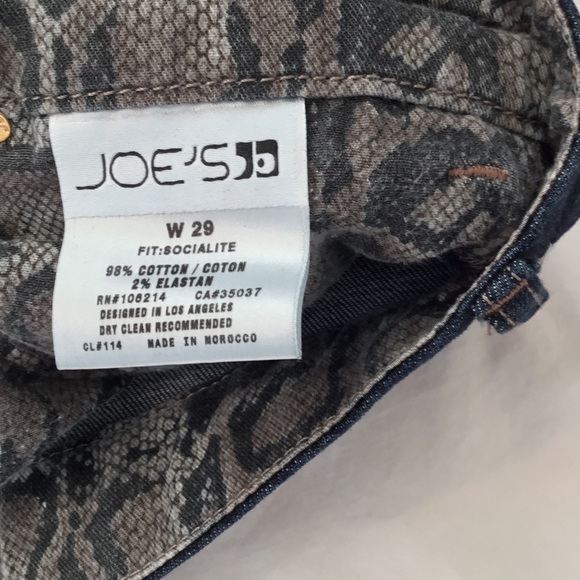 JOE'S
W 29
FIT:SOCIALITE
98% COTTON / COTON
2% ELASTAN
RN#106214 CA#35037
DESIGNED IN LOS ANGELES
DRY CLEAN RECOMMENDED
CL#114 MADE IN MOROCCO